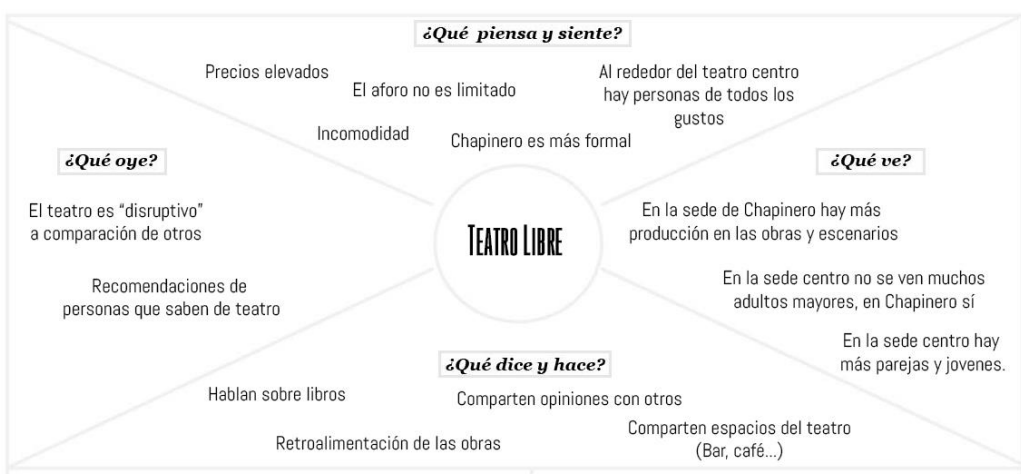 ¿Qué piensa y siente?
Precios elevados
El aforo no es limitado
Al rededor del teatro centro
hay personas de todos los
gustos
Incomodidad
Chapinero es más formal
¿Qué oye?
El teatro es “disruptivo”
a comparación de otros
Recomendaciones de
personas que saben de teatro
TEATRO LIBRE
¿Qué ve?
En la sede de Chapinero hay más
producción en las obras y escenarios
En la sede centro no se ven muchos
adultos mayores, en Chapinero sí
En la sede centro hay
más parejas y jovenes.
¿Qué dice y hace?
Hablan sobre libros
Comparten opiniones con otros
Retroalimentación de las obras
Comparten espacios del teatro
(Bar, café...)